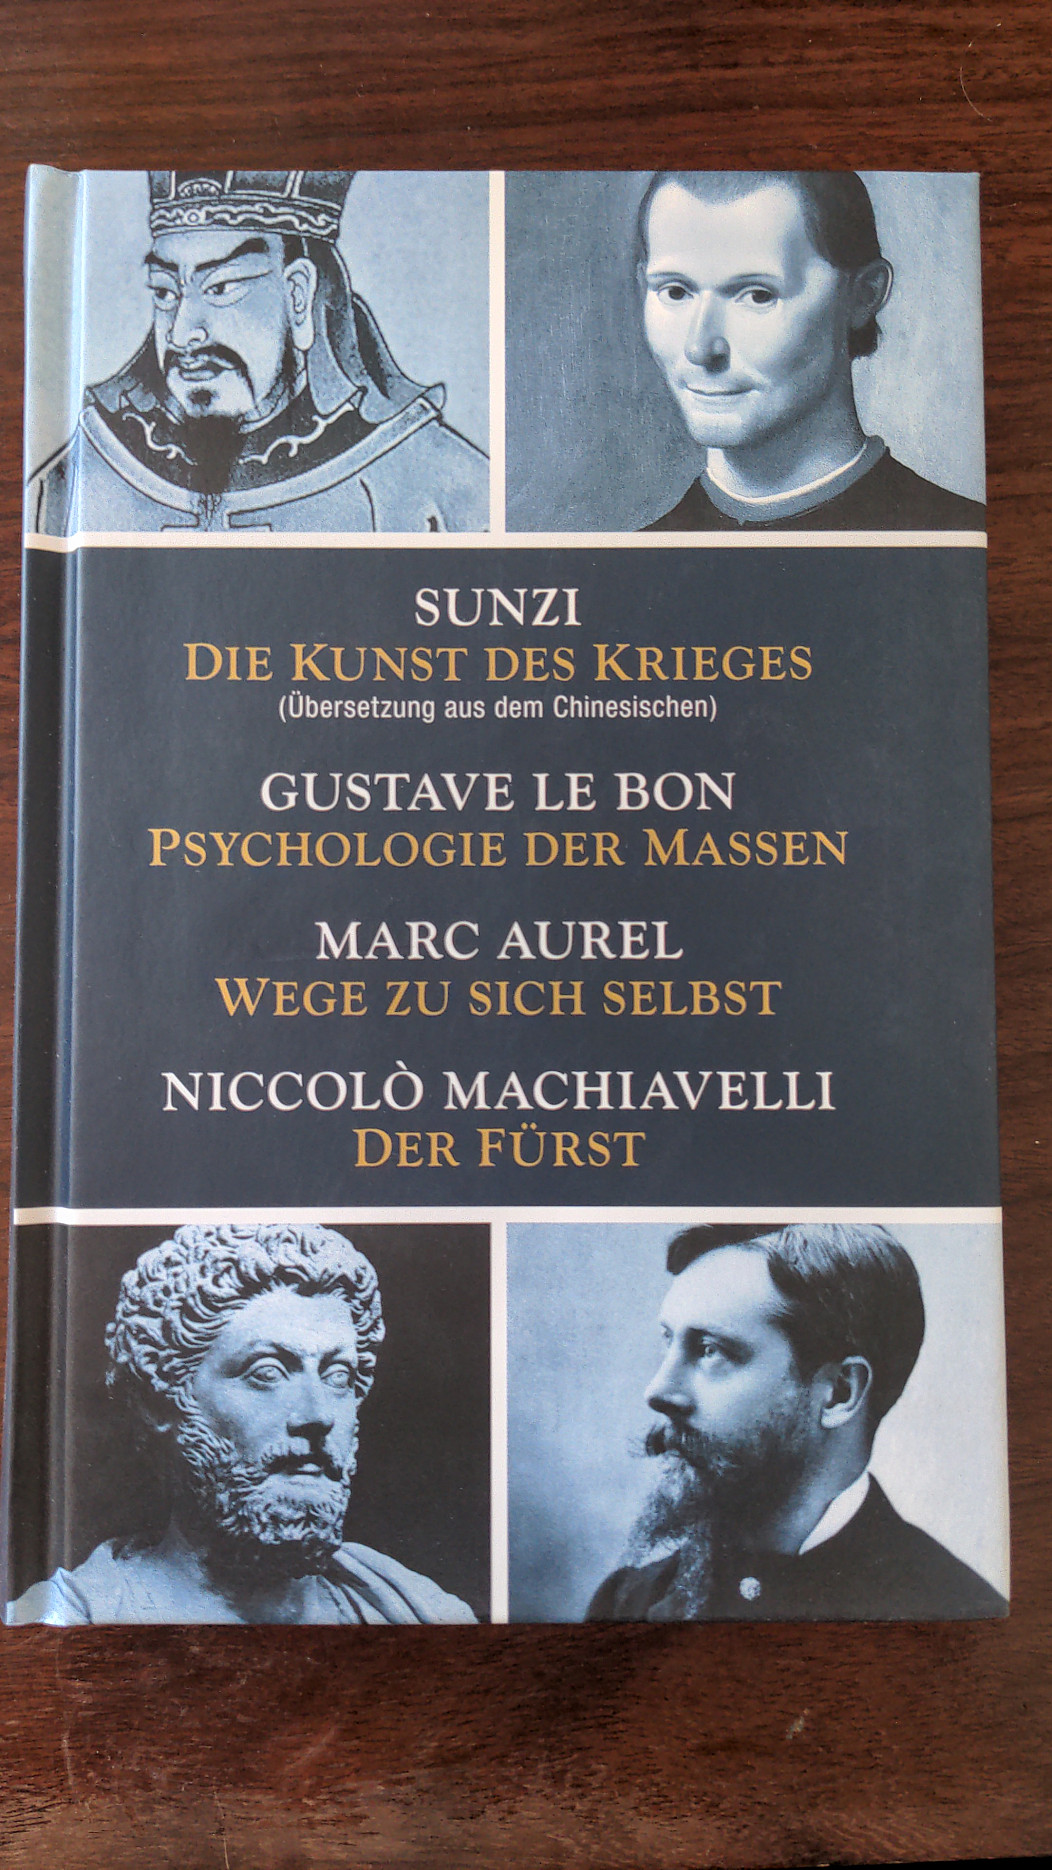 SUNZI
DIE KUNST DES KRIEGES
(Übersetzung aus dem Chinesischen)
GUSTAVE LE BON
PSYCHOLOGIE DER MASSEN
MARC AUREL
WEGE ZU SICH SELBST
NICCOLÒ MACHIAVELLI
DER FÜRST